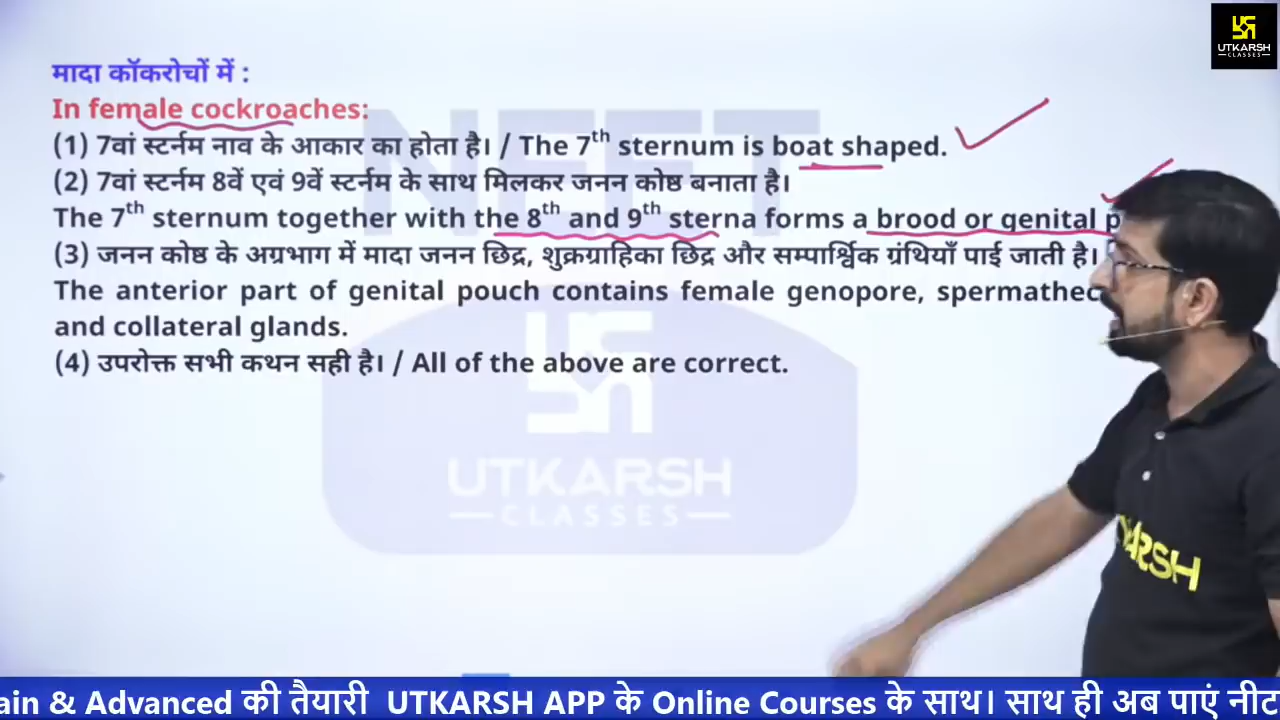 UTKARSH
CLASSES
मादा कॉकरोचों में :
In female cockroaches:
(1) 7वां स्टर्नम नाव के आकार का होता है। / The 7th sternum is boat shaped.
(2) 7वां स्टर्नम 8वें एवं 9वें स्टर्नम के साथ मिलकर जनन कोष्ठ बनाता है।
The 7th sternum together with the 8th and 9th sterna forms a brood or genital
(3) जनन कोष्ठ के अग्रभाग में मादा जनन छिद्र, शुक्रग्राहिका छिद्र और सम्पार्श्विक ग्रंथियाँ पाई जाती है।
The anterior part of genital pouch contains female genopore,
and collateral glands.
(4) उपरोक्त सभी कथन सही है। / All of the above are correct.
NEET
UTKARSH
CLASSES
& Advanced की तैयारी UTKARSH APP के Online Courses के साथ। साथ ही अब पाएं नीट